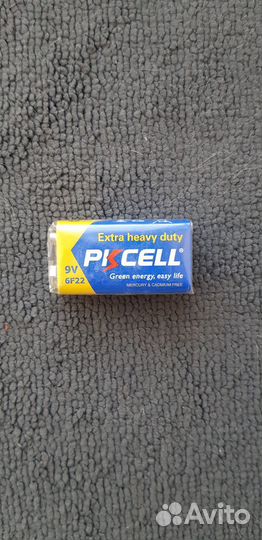 Extra heavy duty
PKCELL
9V
6F22
Green energy, easy life
MERCURY & CADMIUM FREE
Avito